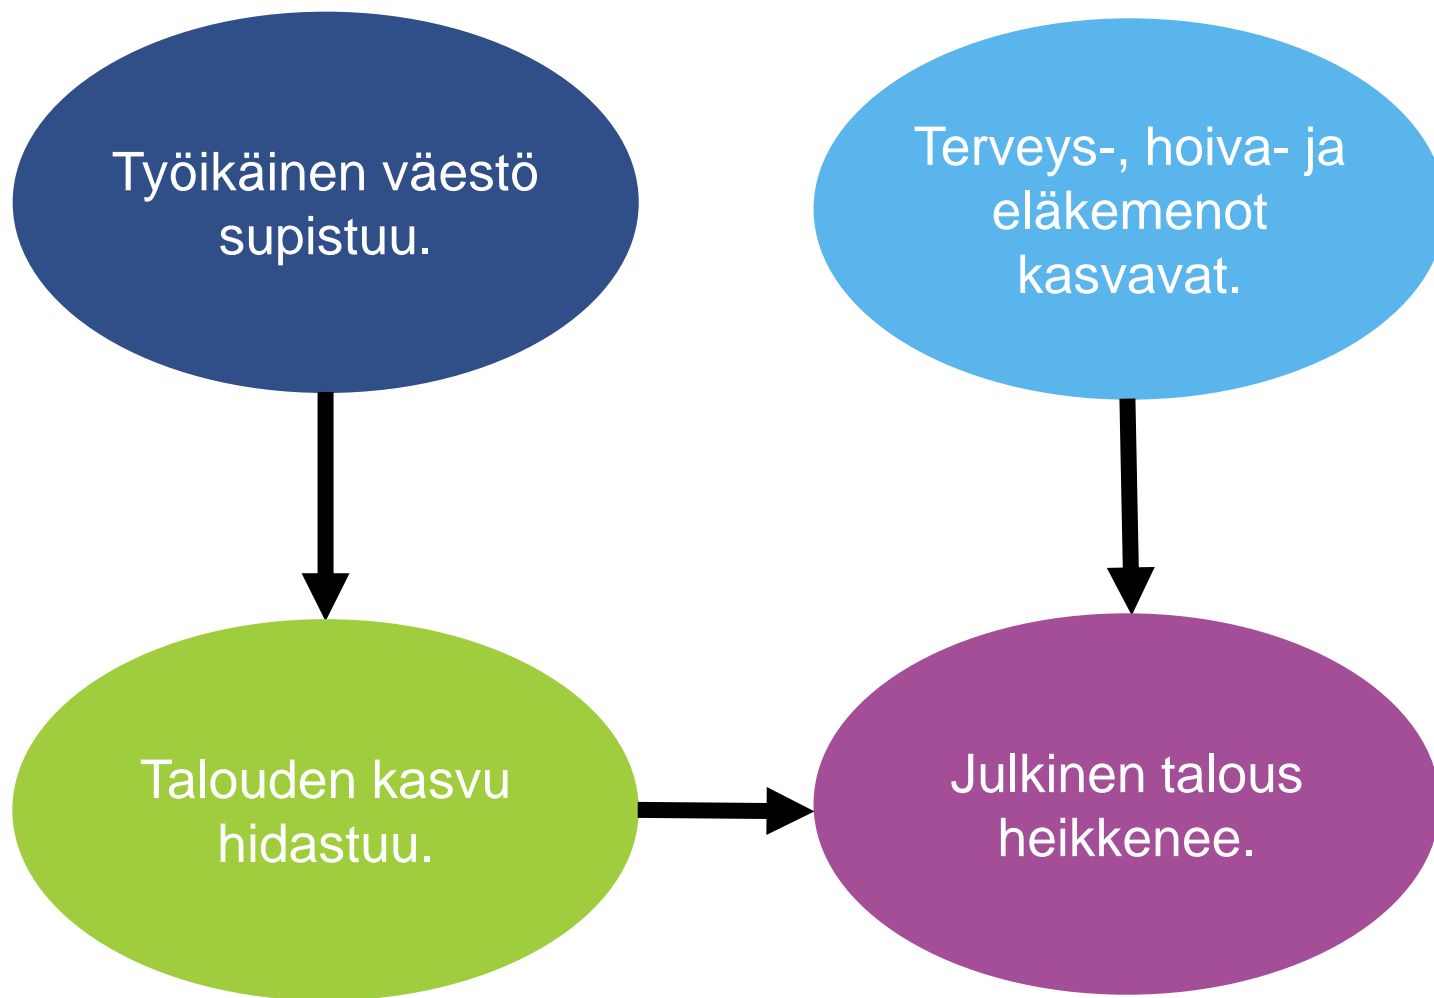 Työikäinen väestö
supistuu.
Terveys-, hoiva- ja
eläkemenot
kasvavat.
Talouden kasvu
hidastuu.
Julkinen talous
heikkenee.